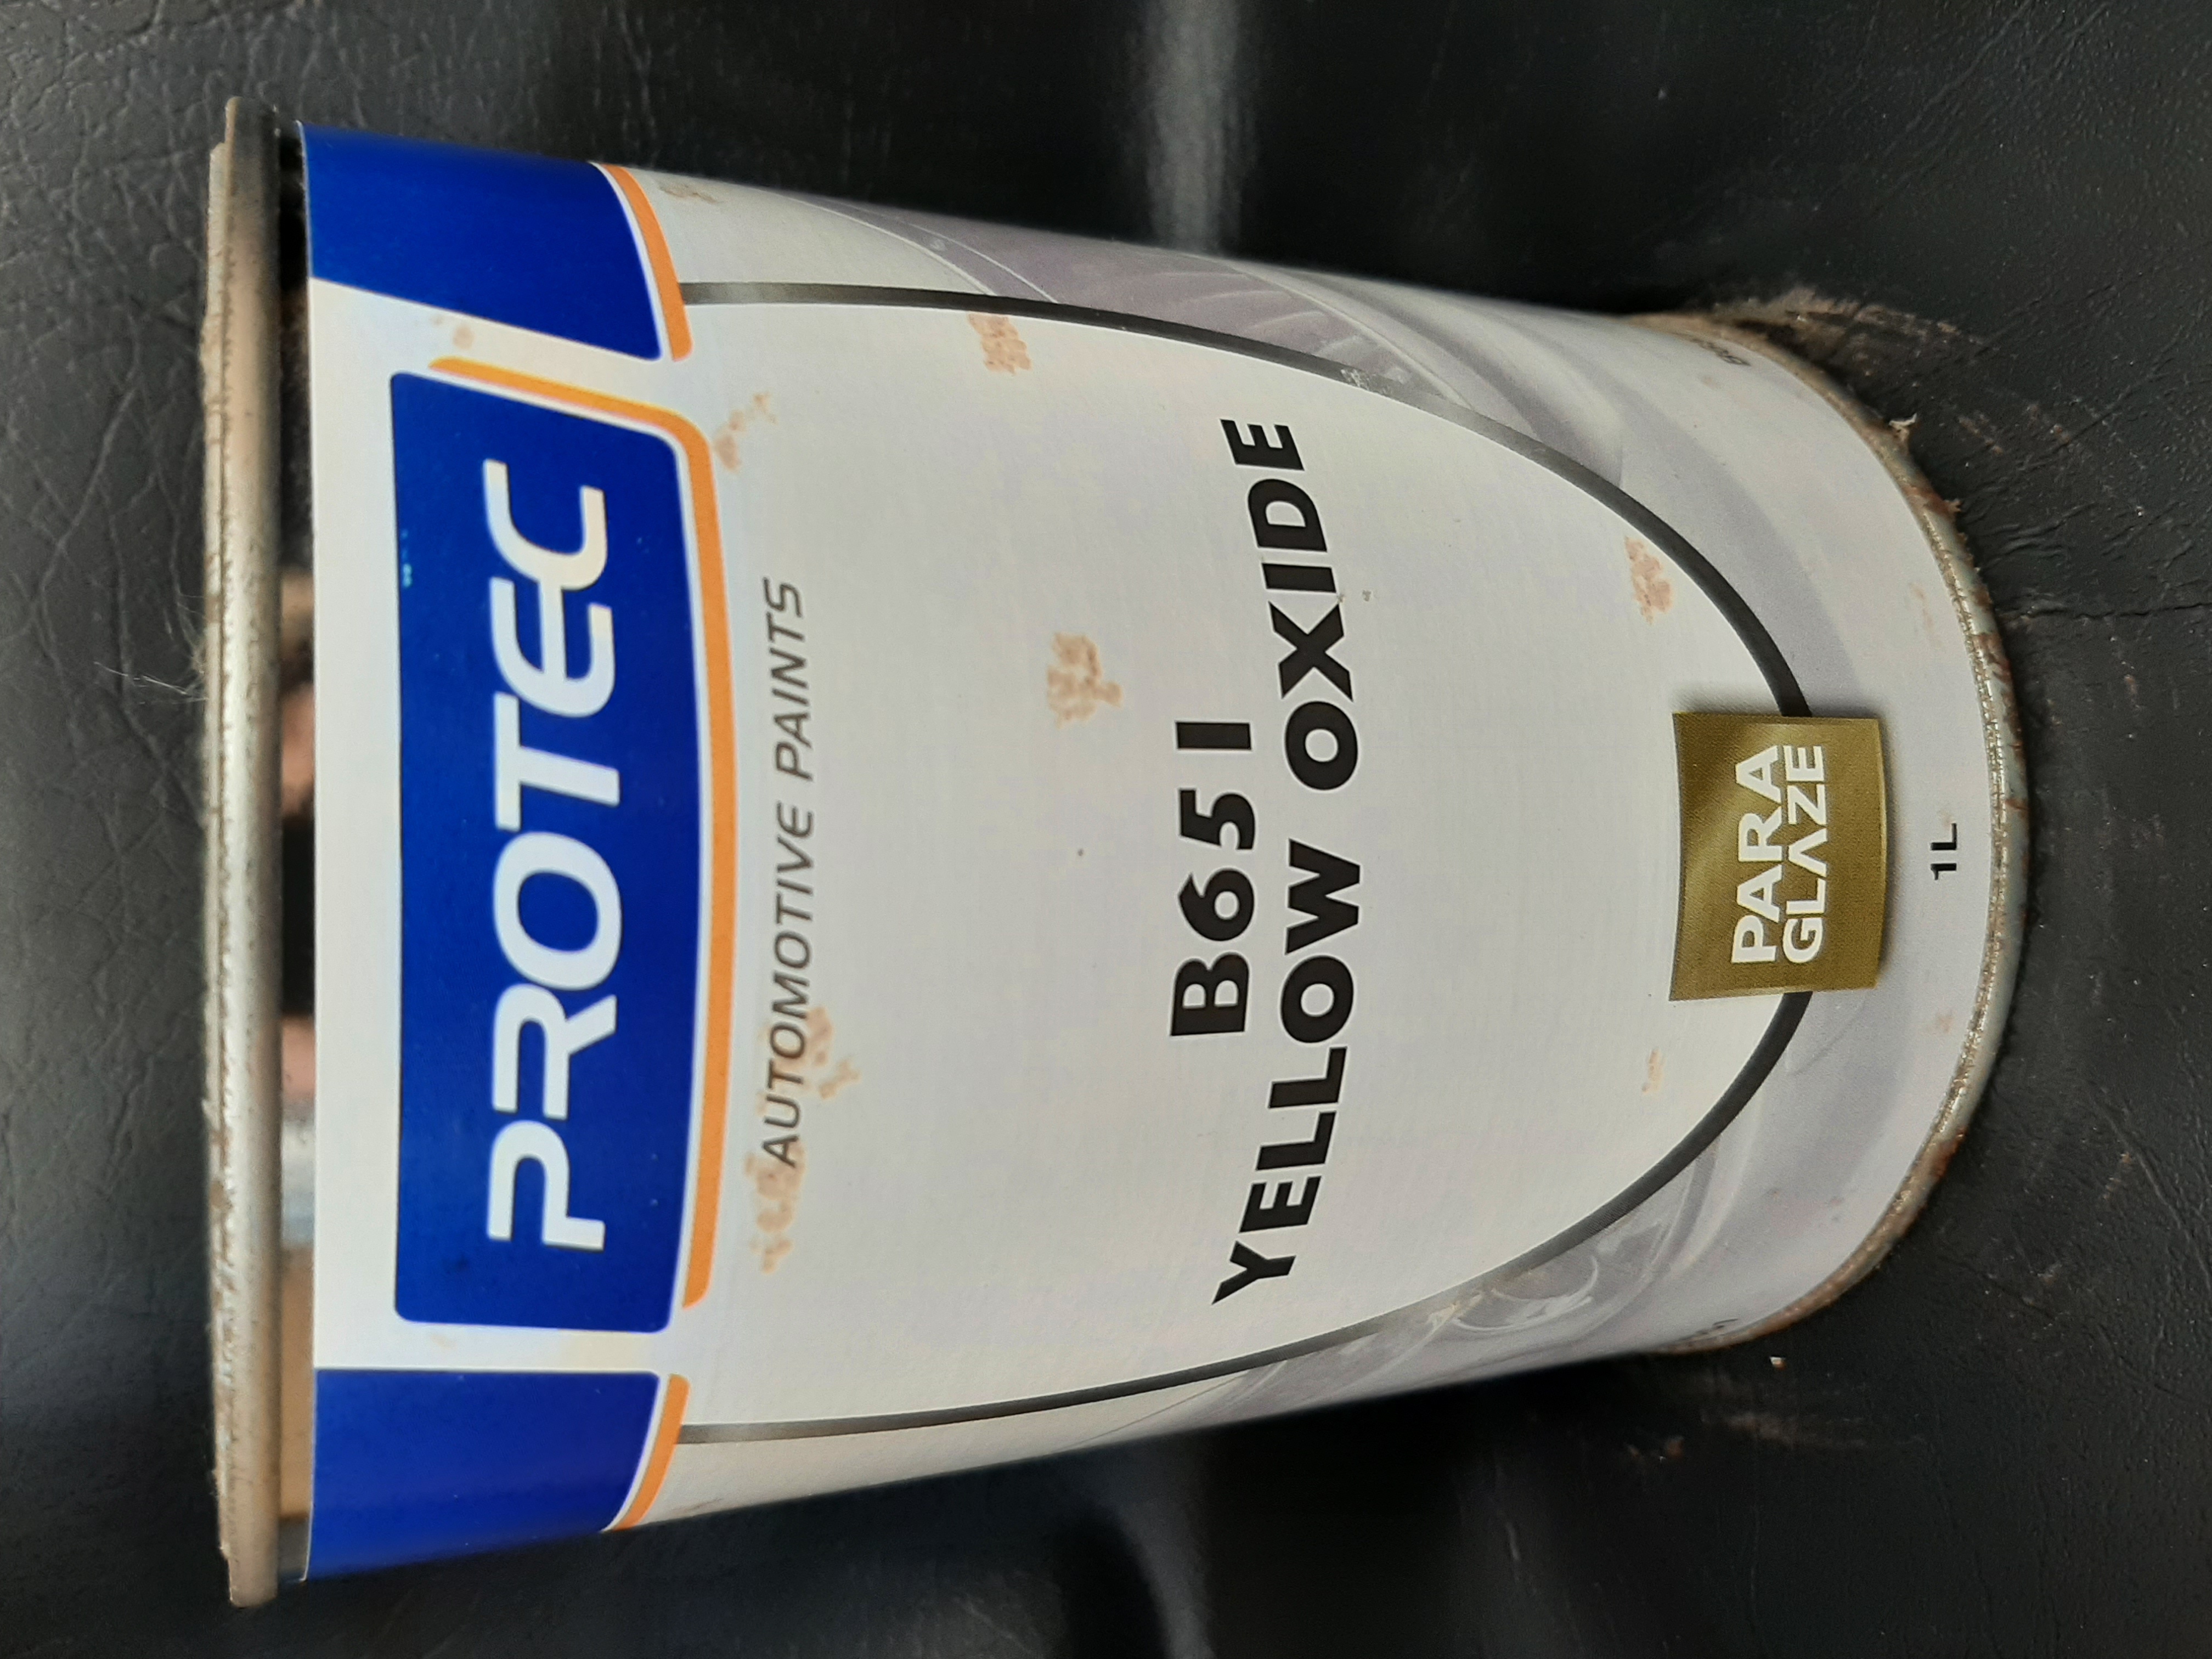 PROTEC
AUTOMOTIVE PAINTS
B651
YELLOW OXIDE
PARA
GLAZE
1L